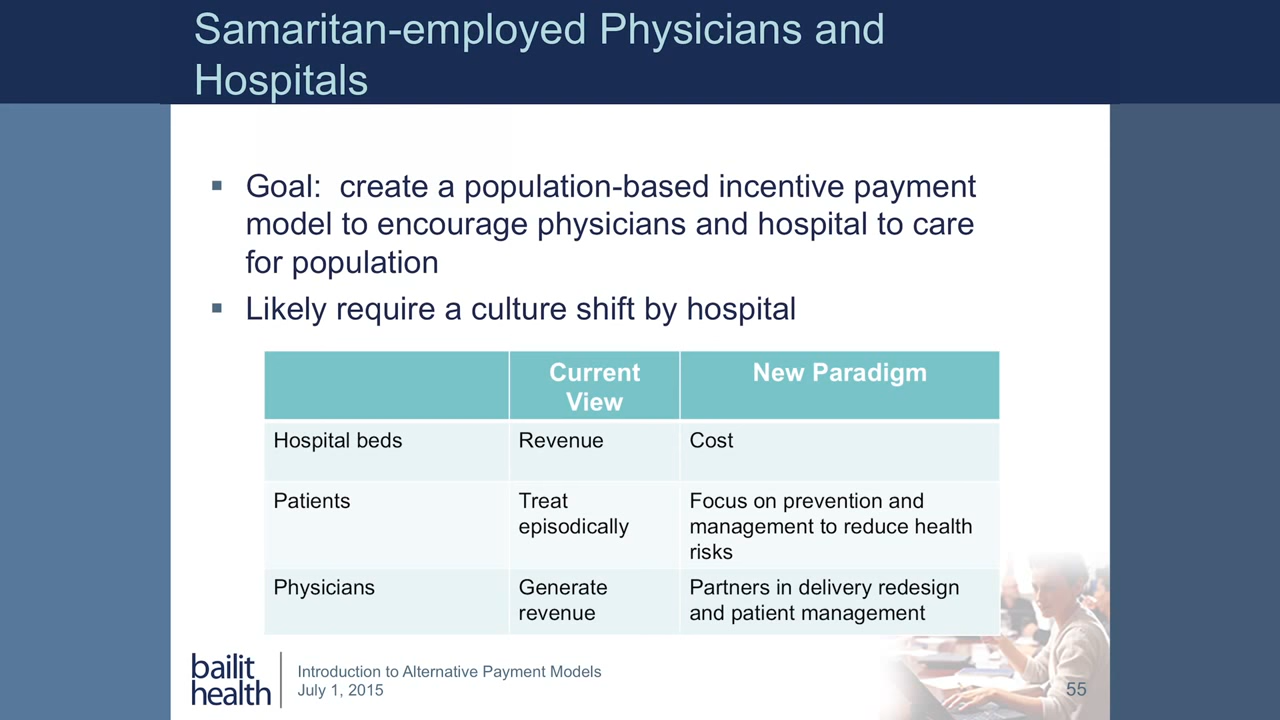 Samaritan-employed Physicians and
Hospitals
▪ Goal: create a population-based incentive payment
model to encourage physicians and hospital to care
for population
▪ Likely require a culture shift by hospital
Current
View
New Paradigm
Hospital beds
Revenue
Cost
Patients
Treat
episodically
Focus on prevention and
management to reduce health
risks
Physicians
Generate
revenue
Partners in delivery redesign
and patient management
bailit
health
Introduction to Alternative Payment Models
July 1, 2015
55